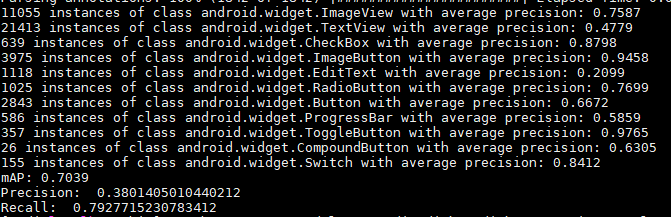 11055 instances of class android.widget.ImageView with average precision: 0.7587
21413 instances of class android.widget.TextView with average precision: 0.4779
639 instances of class android.widget.CheckBox with average precision: 0.8798
3975 instances of class android.widget.ImageButton with average precision: 0.9458
1118 instances of class android.widget.EditText with average precision: 0.2099
1025 instances of class android.widget.RadioButton with average precision: 0.7699
2843 instances of class android.widget.Button with average precision: 0.6672
586 instances of class android.widget.ProgressBar with average precision: 0.5859
357 instances of class android.widget.ToggleButton with average precision: 0.9765
26 instances of class android.widget.CompoundButton with average precision: 0.6305
155 instances of class android.widget.Switch with average precision: 0.8412
mAP: 0.7039
Precision:  0.3801405010440212
Recall:  0.7927715230783412